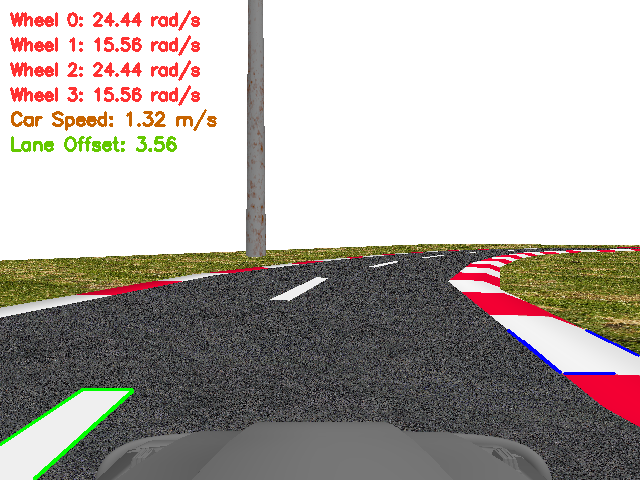 Wheel 0: 24.44 rad/s
Wheel 1: 15.56 rad/s
Wheel 2: 24.44 rad/s
Wheel 3: 15.56 rad/s
Car Speed: 1.32 m/s
Lane Offset: 3.56